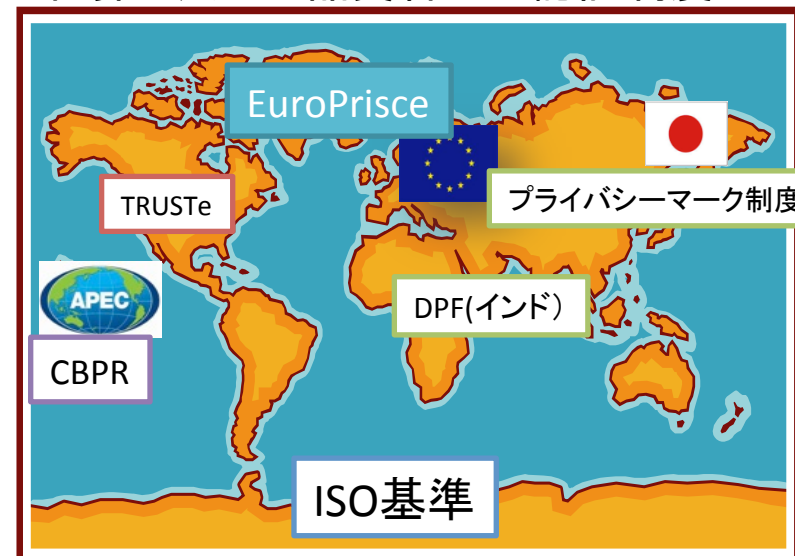 EuroPrisce
TRUSTe
プライバシーマーク制度
APEC
DPF(インド）
CBPR
ISO基準